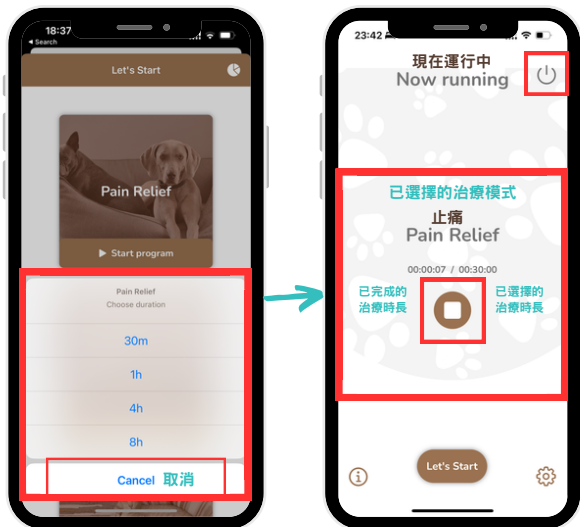 18:37
Search
Let's Start
Pain Relief
Start program
Pain Relief
Choose duration
30m
1h
4h
8h
Cancel 取消
23:42
現在運行中
Now running
已選擇的治療模式
止痛
Pain Relief
00:00:07 / 00:30:00
已完成的
治療時長
已選擇的
治療時長
Let's Start